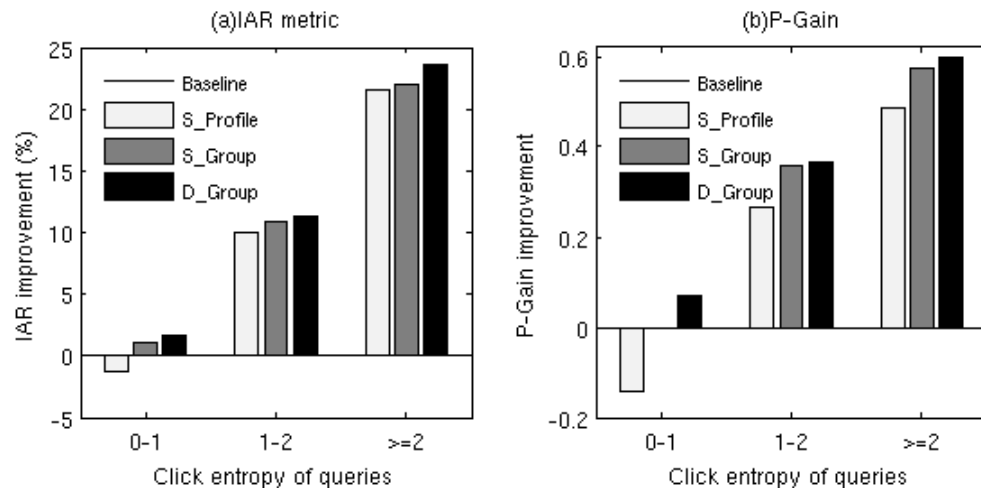 (a)IAR metric
IAR improvement (%)
25
20
15
10
5
0
-5
Baseline
S_Profile
S_Group
D_Group
0-1
1-2
>=2
Click entropy of queries
(b)P-Gain
P-Gain improvement
0.6
0.4
0.2
0
-0.2
Baseline
S_Profile
S_Group
D_Group
0-1
1-2
>=2
Click entropy of queries